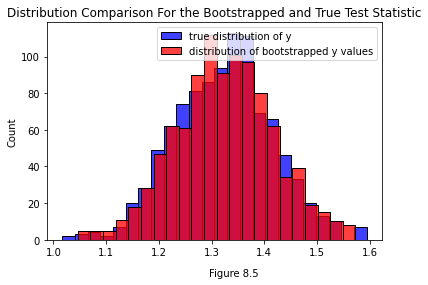 Distribution Comparison For the Bootstrapped and True Test Statistic
true distribution of y
distribution of bootstrapped y values
100
80
60
40
20
0
Count
1.0 1.1 1.2 1.3 1.4 1.5 1.6
Figure 8.5